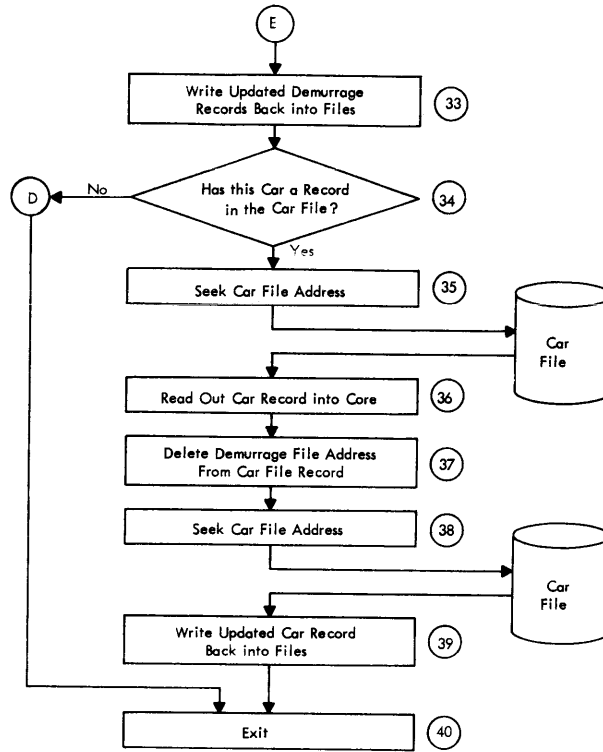 E
Write Updated Demurrage
Records Back into Files
33
D
No
Has this Car a Record
in the Car File?
34
Yes
Seek Car File Address
35
Car
File
Read Out Car Record into Core
36
Delete Demurrage File Address
From Car File Record
37
Seek Car File Address
38
Car
File
Write Updated Car Record
Back into Files
39
Exit
40